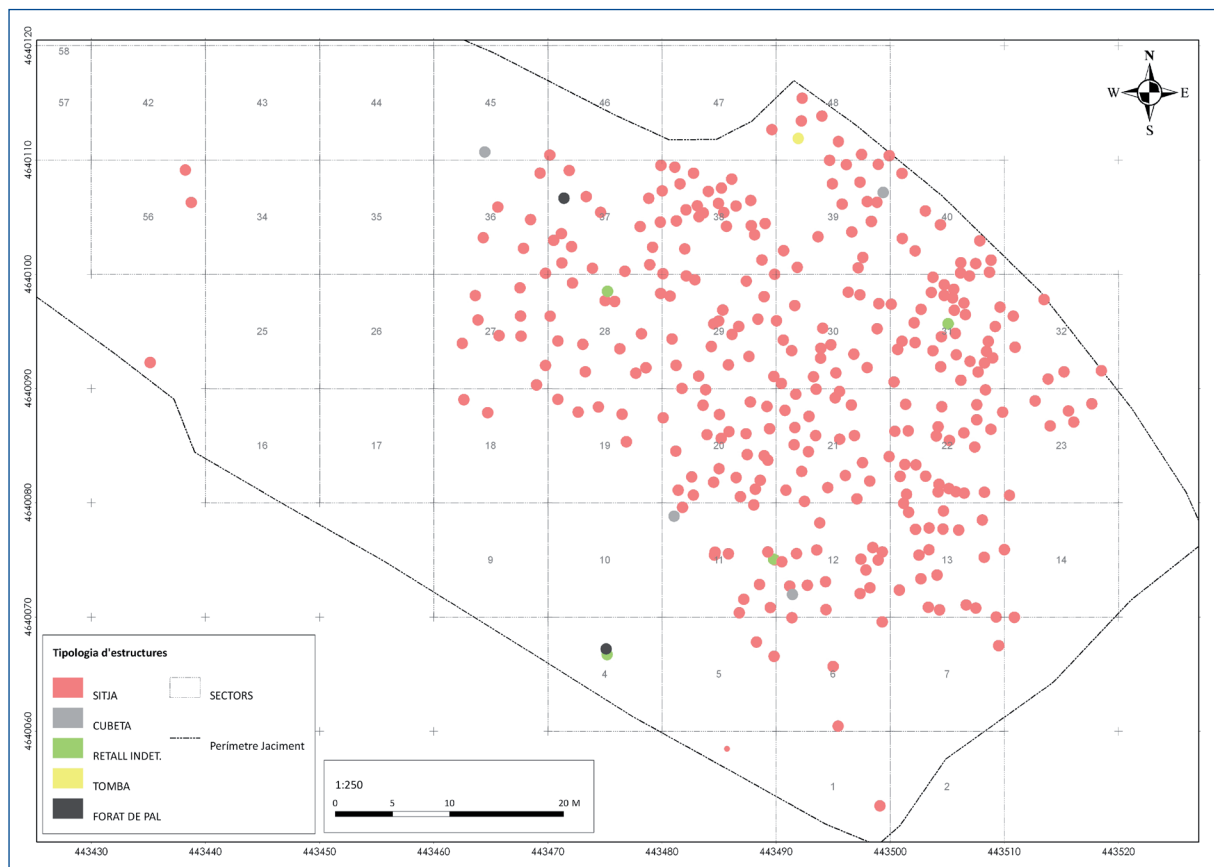 4640120
58
57 42 43 44 45 46 47 48
N
W E
S
4640110
56 34 35 36 37 38 39 40
4640100
25 26 27 28 29 30 31 32
4640090
16 17 18 19 20 21 22 23
4640080
9 10 11 12 13 14
4640070
4 5 6 7
4640060
1 2
Tipologia d'estructures
SITJA
CUBETA
RETALL INDET.
TOMBA
FORAT DE PAL
SECTORS
Perímetre Jaciment
1:250
0 5 10 20 M
443430 443440 443450 443460 443470 443480 443490 443500 443510 443520